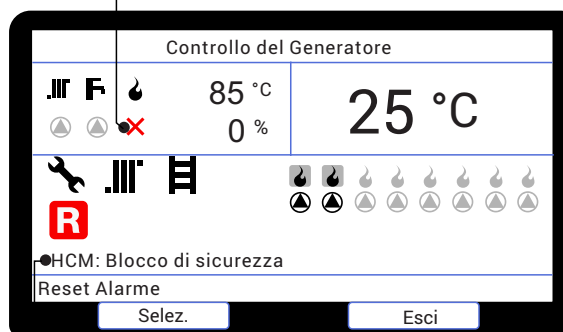 Controllo del Generatore
85 °C
0 %
25 °C
R
HCM: Blocco di sicurezza
Reset Alarme
Selez.
Esci